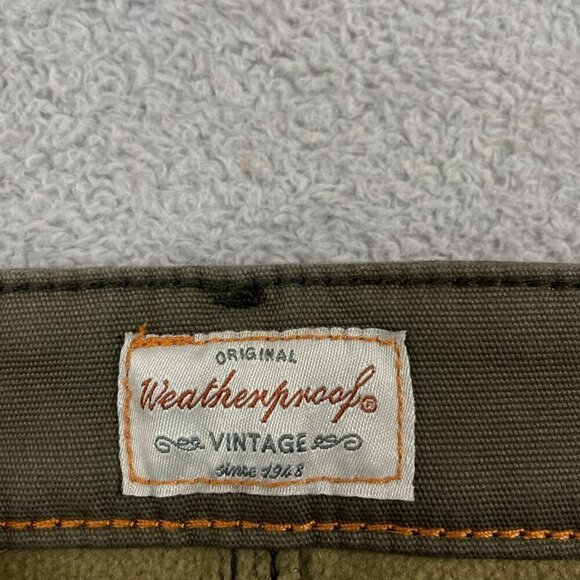 ORIGINAL
Weatherproof®
VINTAGE
since 1948